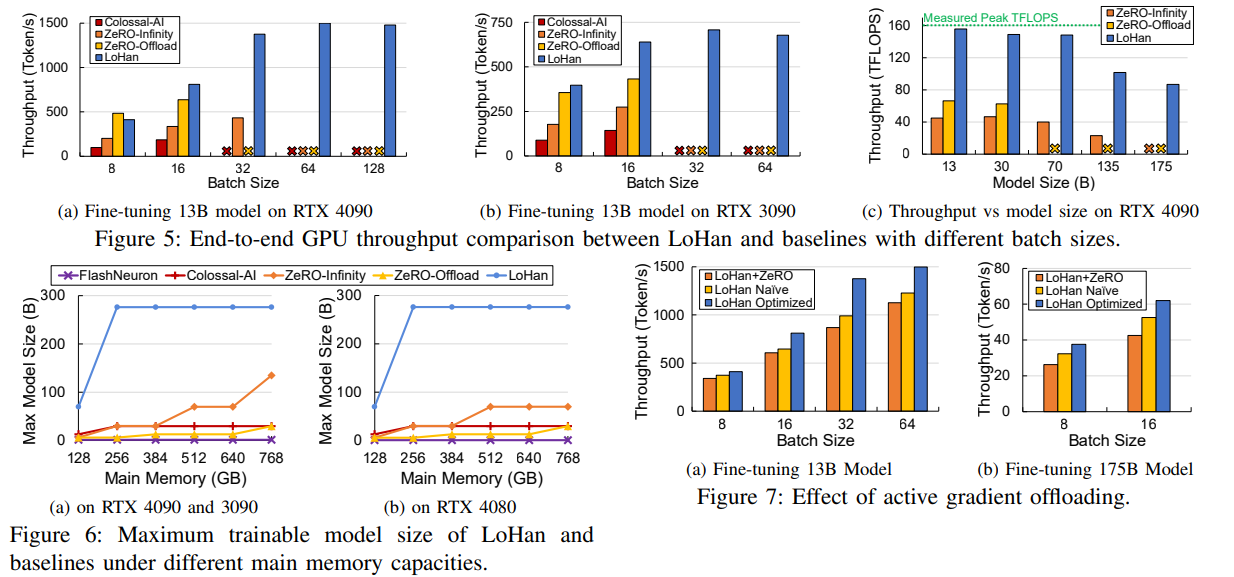 Throughput (Token/s)
1500
1000
500
0
Colossal-AI
ZeRO-Infinity
ZeRO-Offload
LoHan
8 16 32 64 128
Batch Size
(a) Fine-tuning 13B model on RTX 4090
Throughput (Token/s)
750
500
250
0
Colossal-AI
ZeRO-Infinity
ZeRO-Offload
LoHan
8 16 32 64
Batch Size
(b) Fine-tuning 13B model on RTX 3090
Throughput (TFLOPS)
160
120
80
40
0
Measured Peak TFLOPS
ZeRO-Infinity
ZeRO-Offload
LoHan
13 30 70 135 175
Model Size (B)
(c) Throughput vs model size on RTX 4090
Figure 5: End-to-end GPU throughput comparison between LoHan and baselines with different batch sizes.
FlashNeuron Colossal-AI ZeRO-Infinity ZeRO-Offload LoHan
Max Model Size (B)
300
200
100
0
128 256 384 512 640 768
Main Memory (GB)
(a) on RTX 4090 and 3090
Max Model Size (B)
300
200
100
0
128 256 384 512 640 768
Main Memory (GB)
(b) on RTX 4080
Figure 6: Maximum trainable model size of LoHan and
baselines under different main memory capacities.
Throughput (Token/s)
1500
1000
500
0
LoHan+ZeRO
LoHan Naïve
LoHan Optimized
8 16 32 64
Batch Size
(a) Fine-tuning 13B Model
Throughput (Token/s)
80
60
40
20
0
LoHan+ZeRO
LoHan Naïve
LoHan Optimized
8 16
Batch Size
(b) Fine-tuning 175B Model
Figure 7: Effect of active gradient offloading.